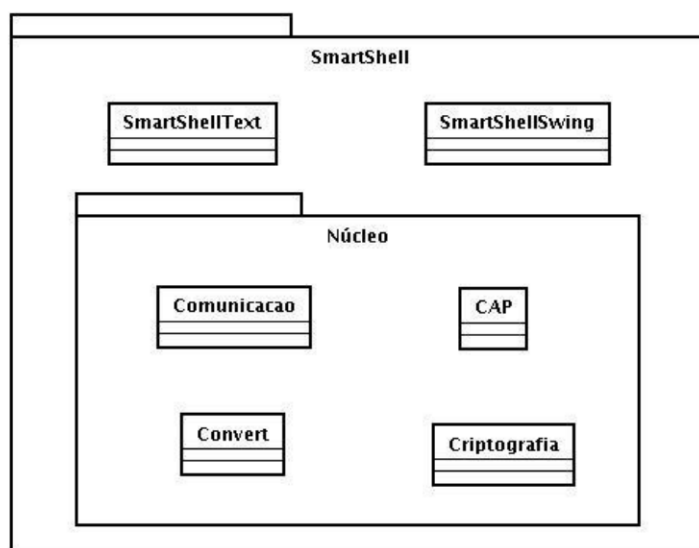 SmartShell
SmartShellText
SmartShellSwing
Núcleo
Comunicacao
CAP
Convert
Criptografia